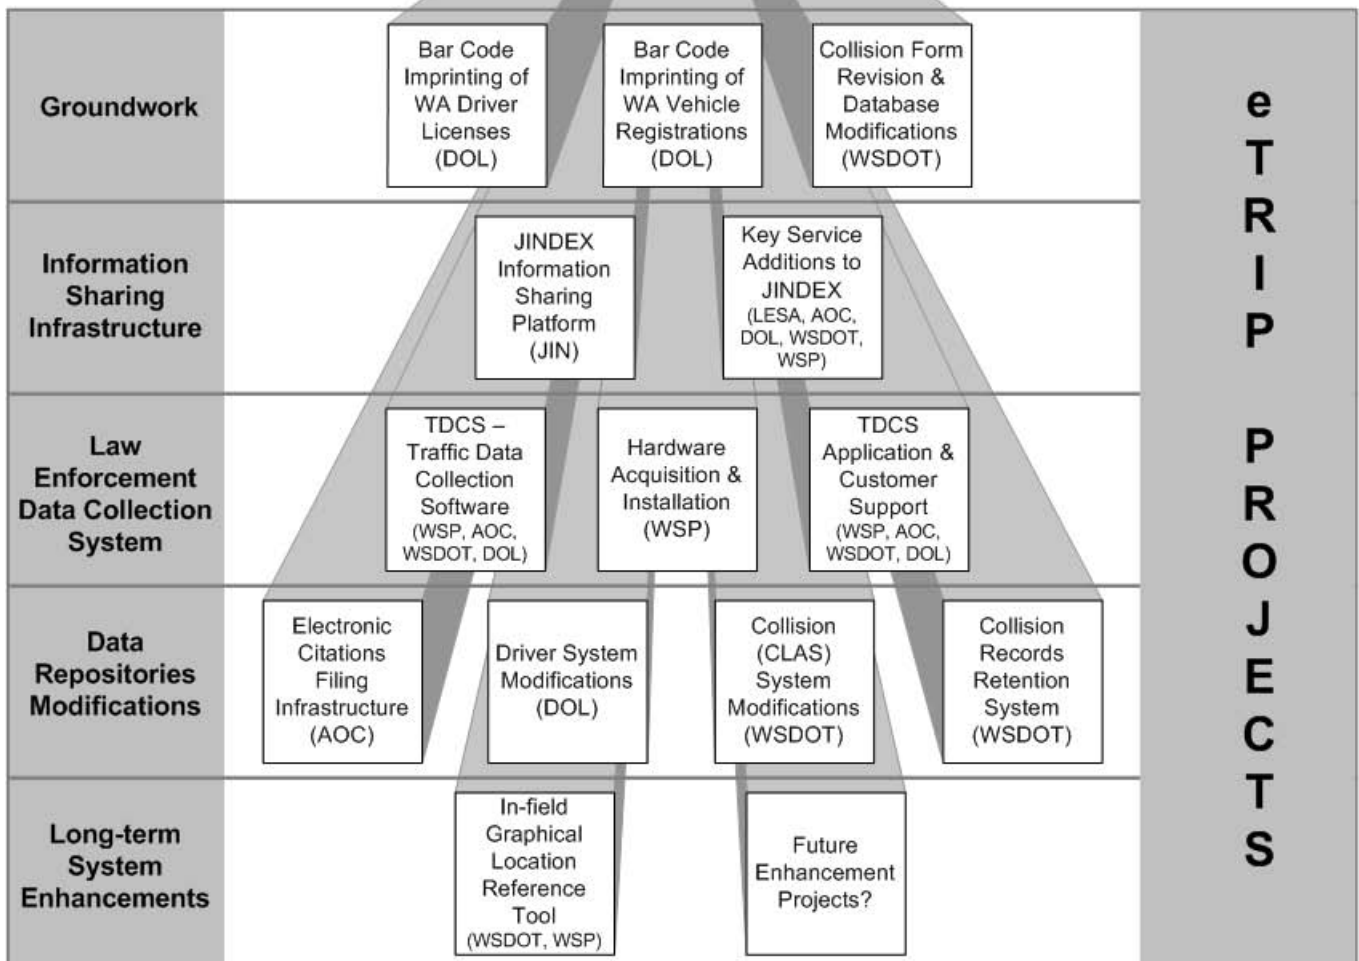 Groundwork
Bar Code
Imprinting of
WA Driver
Licenses
(DOL)
Bar Code
Imprinting of
WA Vehicle
Registrations
(DOL)
Collision Form
Revision &
Database
Modifications
(WSDOT)
Information
Sharing
Infrastructure
JINDEX
Information
Sharing
Platform
(JIN)
Key Service
Additions to
JINDEX
(LESA, AOC,
DOL, WSDOT,
WSP)
Law
Enforcement
Data Collection
System
TDCS –
Traffic Data
Collection
Software
(WSP, AOC,
WSDOT, DOL)
Hardware
Acquisition &
Installation
(WSP)
TDCS
Application &
Customer
Support
(WSP, AOC,
WSDOT, DOL)
Data
Repositories
Modifications
Electronic
Citations
Filing
Infrastructure
(AOC)
Driver System
Modifications
(DOL)
Collision
(CLAS)
System
Modifications
(WSDOT)
Collision
Records
Retention
System
(WSDOT)
Long-term
System
Enhancements
In-field
Graphical
Location
Reference
Tool
(WSDOT, WSP)
Future
Enhancement
Projects?
eTRIP PROJECTS